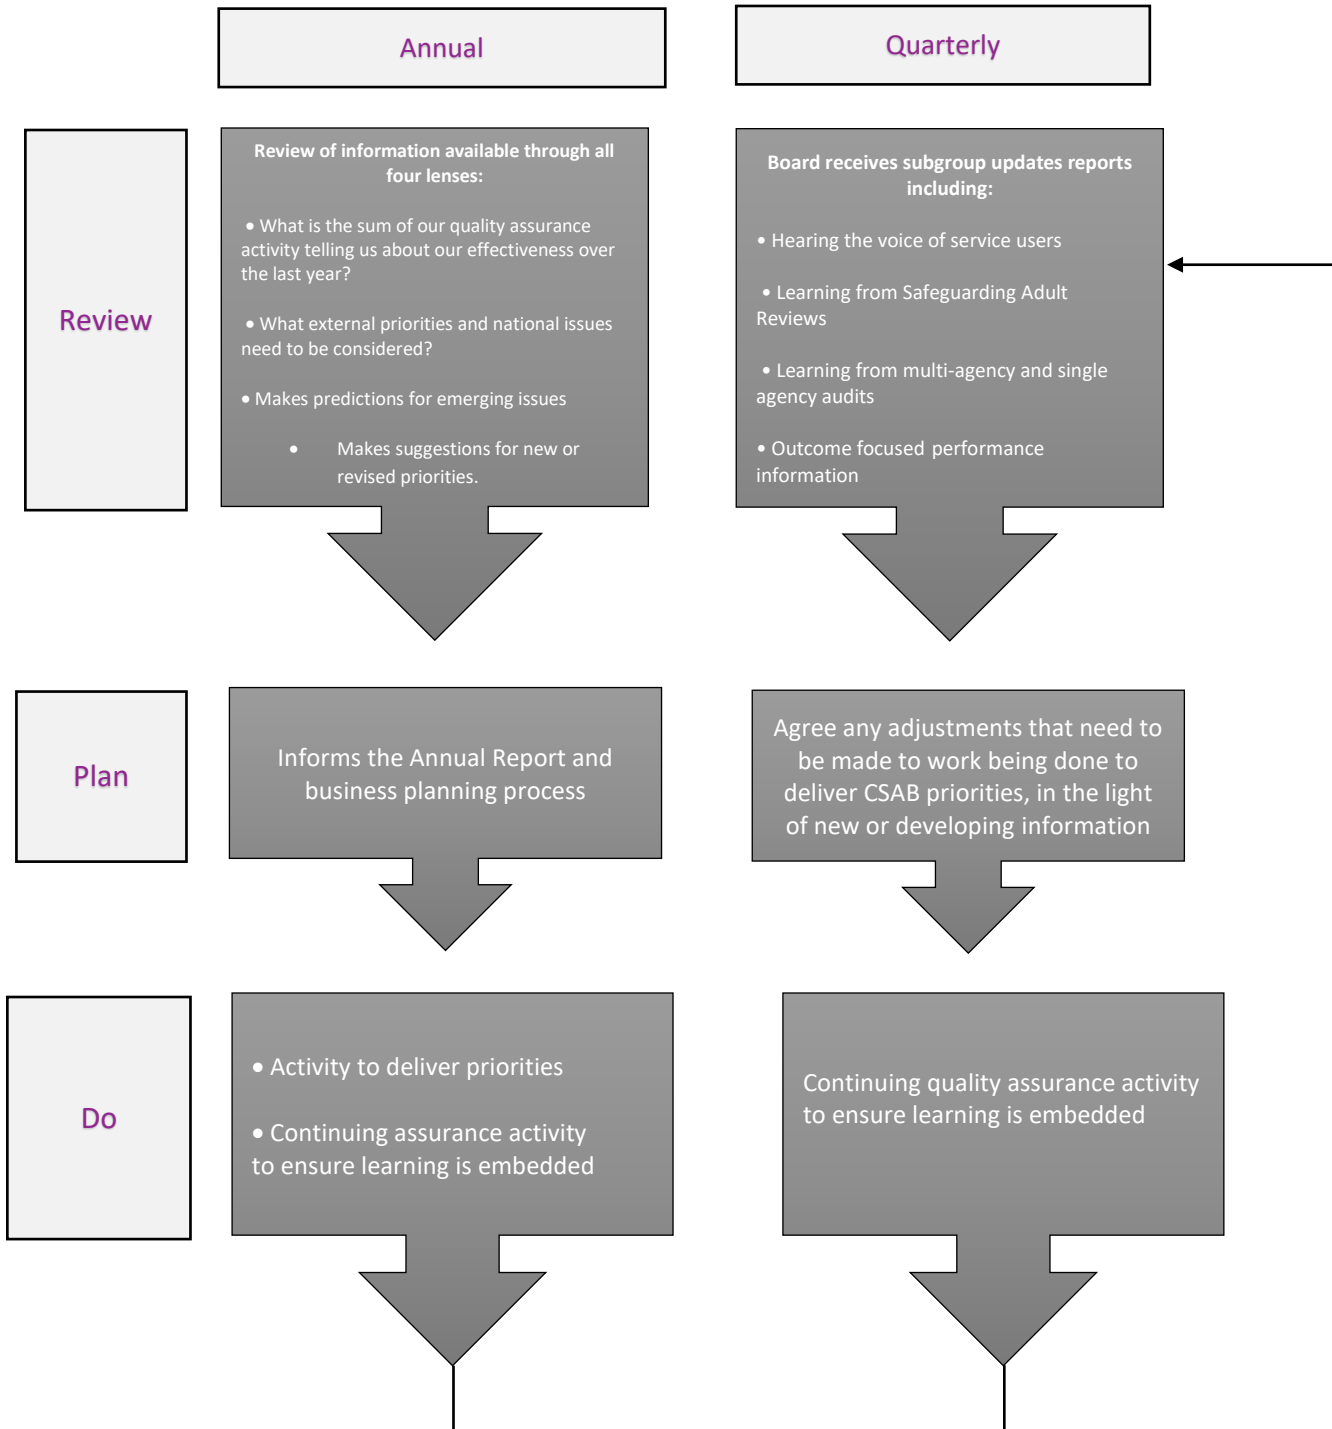 Annual
Quarterly
Review
Review of information available through all
four lenses:
• What is the sum of our quality assurance
activity telling us about our effectiveness over
the last year?
• What external priorities and national issues
need to be considered?
• Makes predictions for emerging issues
• Makes suggestions for new or
revised priorities.
Board receives subgroup updates reports
including:
• Hearing the voice of service users
• Learning from Safeguarding Adult
Reviews
• Learning from multi-agency and single
agency audits
• Outcome focused performance
information
Plan
Informs the Annual Report and
business planning process
Agree any adjustments that need to
be made to work being done to
deliver CSAB priorities, in the light
of new or developing information
Do
• Activity to deliver priorities
• Continuing assurance activity
to ensure learning is embedded
Continuing quality assurance activity
to ensure learning is embedded